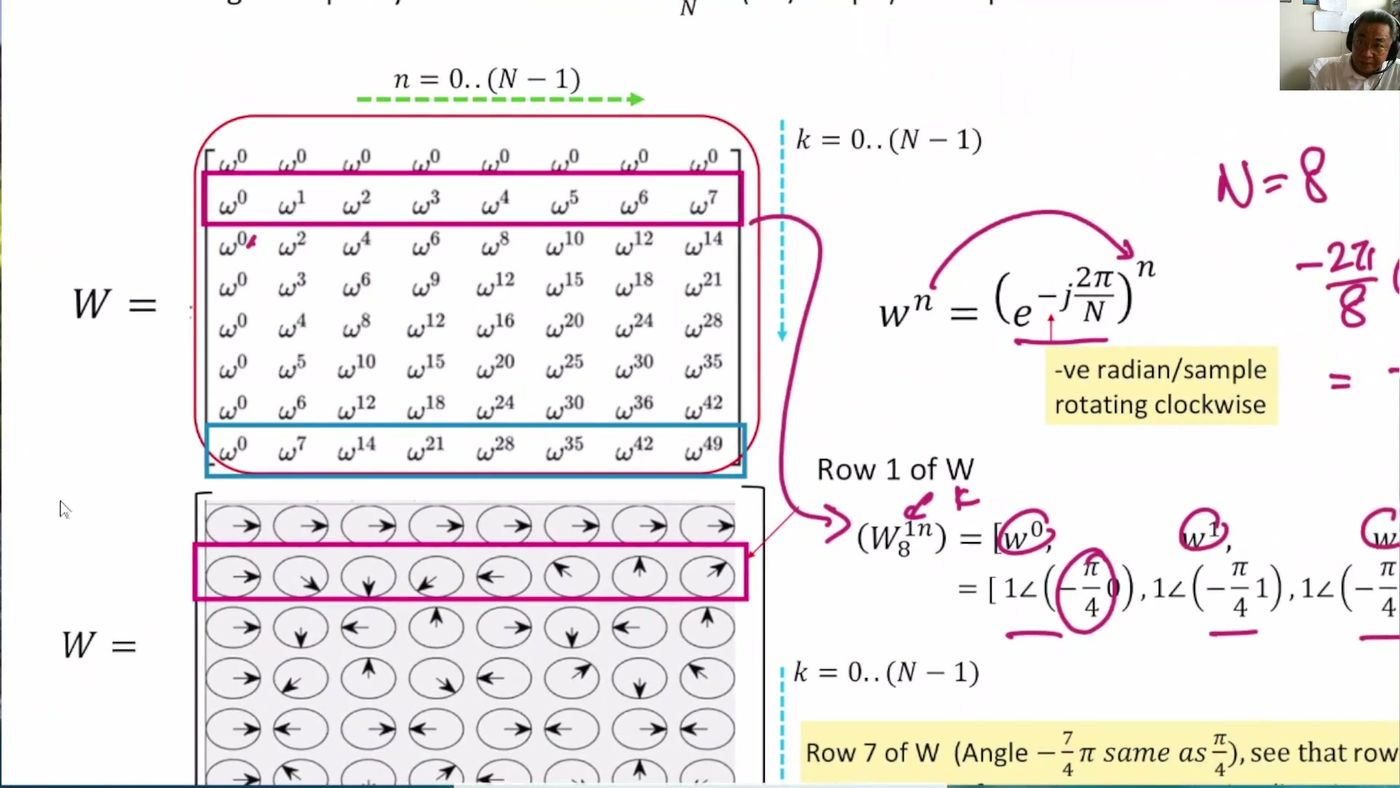 N
n = 0..(N − 1)
k = 0..(N − 1)
N=8
W =
ω⁰ ω⁰ ω⁰ ω⁰ ω⁰ ω⁰ ω⁰ ω⁰
ω⁰ ω¹ ω² ω³ ω⁴ ω⁵ ω⁶ ω⁷
ω⁰ ω² ω⁴ ω⁶ ω⁸ ω¹⁰ ω¹² ω¹⁴
ω⁰ ω³ ω⁶ ω⁹ ω¹² ω¹⁵ ω¹⁸ ω²¹
ω⁰ ω⁴ ω⁸ ω¹² ω¹⁶ ω²⁰ ω²⁴ ω²⁸
ω⁰ ω⁵ ω¹⁰ ω¹⁵ ω²⁰ ω²⁵ ω³⁰ ω³⁵
ω⁰ ω⁶ ω¹² ω¹⁸ ω²⁴ ω³⁰ ω³⁶ ω⁴²
ω⁰ ω⁷ ω¹⁴ ω²¹ ω²⁸ ω³⁵ ω⁴² ω⁴⁹
wⁿ = (e^(−j2π/N))ⁿ
-2π/8 (
= -
-ve radian/sample
rotating clockwise
Row 1 of W
k
(W₈¹ⁿ) = [w⁰, w¹, w
= [ 1∠(−π/4 0), 1∠(−π/4 1), 1∠(−π/4
W =
k = 0..(N − 1)
Row 7 of W (Angle −7/4 π same as π/4), see that row